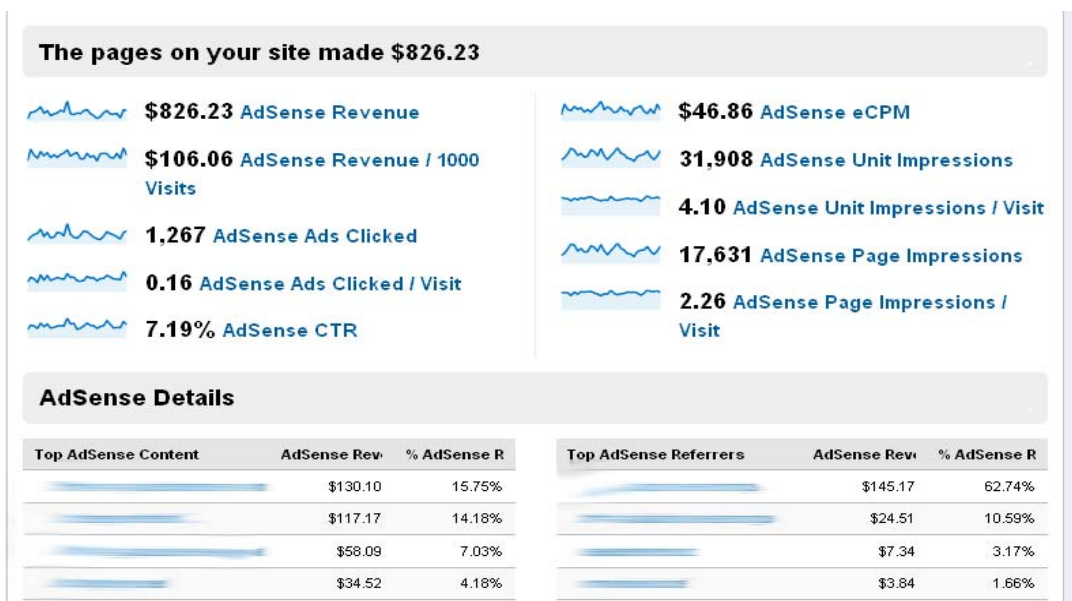 The pages on your site made $826.23
$826.23 AdSense Revenue
$106.06 AdSense Revenue / 1000
Visits
1,267 AdSense Ads Clicked
0.16 AdSense Ads Clicked / Visit
7.19% AdSense CTR
$46.86 AdSense eCPM
31,908 AdSense Unit Impressions
4.10 AdSense Unit Impressions / Visit
17,631 AdSense Page Impressions
2.26 AdSense Page Impressions /
Visit
AdSense Details
Top AdSense Content AdSense Rev % AdSense R
$130.10 15.75%
$117.17 14.18%
$58.09 7.03%
$34.52 4.18%
Top AdSense Referrers AdSense Rev % AdSense R
$145.17 62.74%
$24.51 10.59%
$7.34 3.17%
$3.84 1.66%